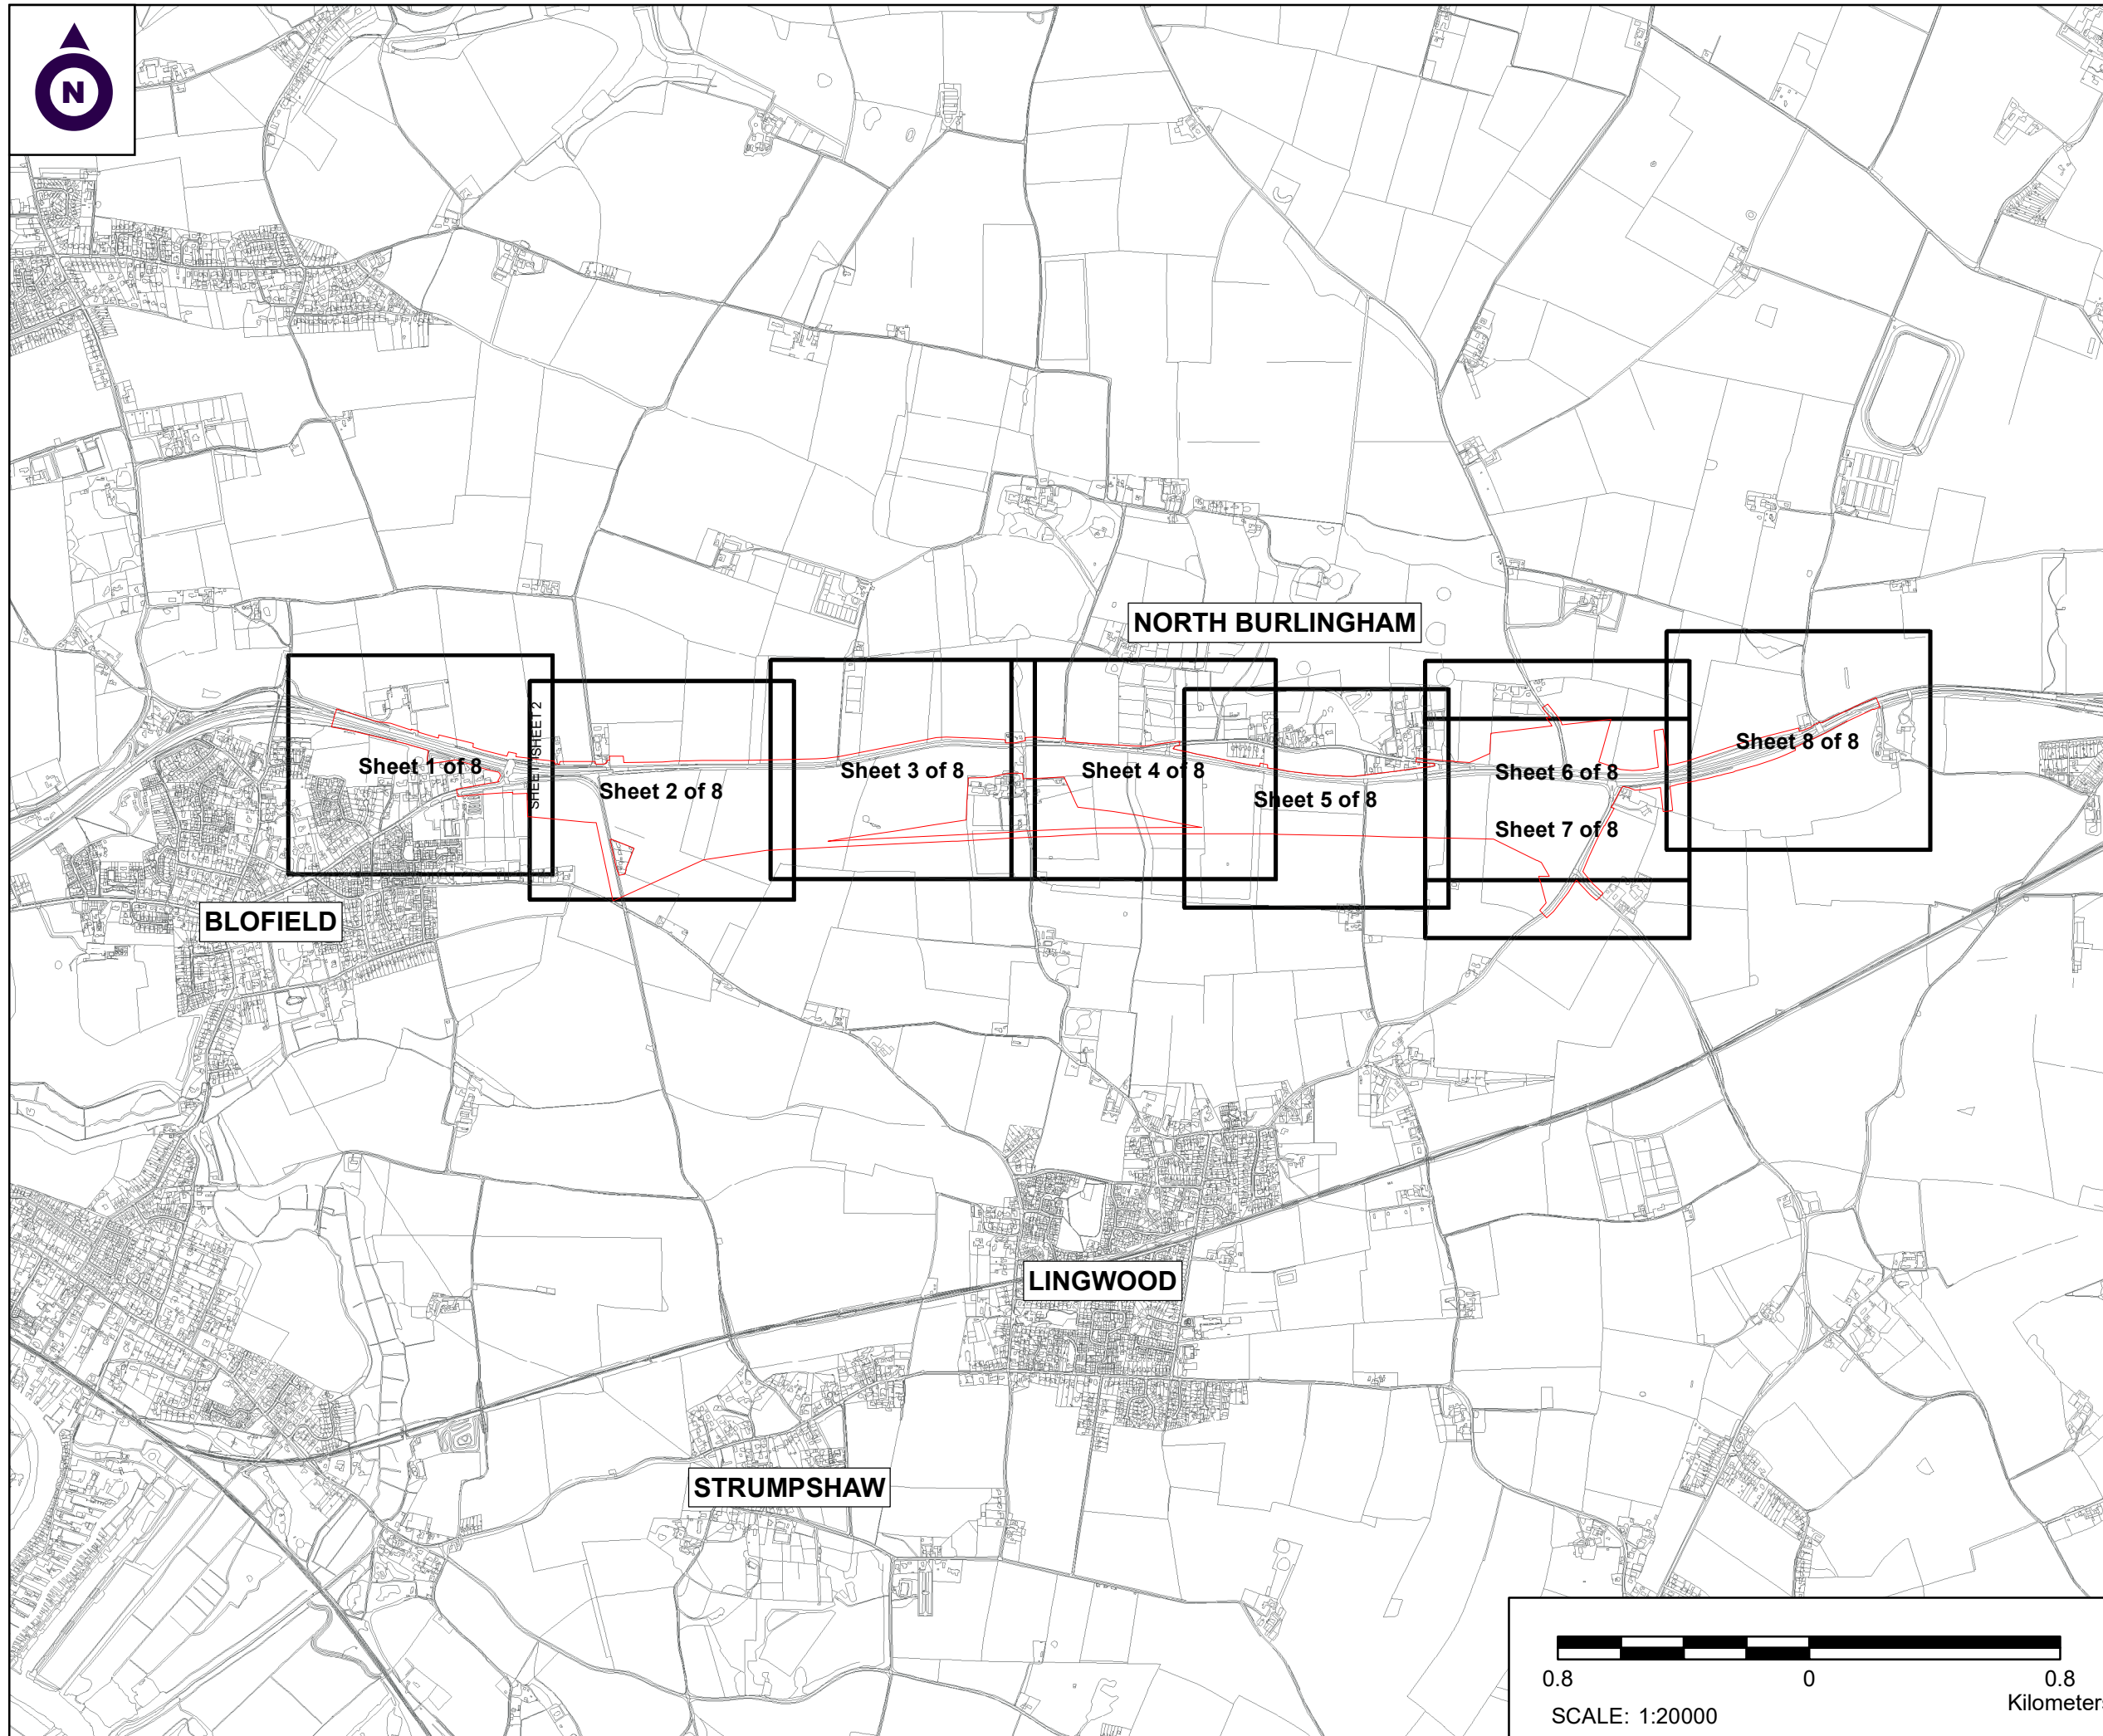 N
NORTH BURLINGHAM
SHEET 1 SHEET 2
Sheet 1 of 8
Sheet 2 of 8
Sheet 3 of 8
Sheet 4 of 8
Sheet 5 of 8
Sheet 6 of 8
Sheet 7 of 8
Sheet 8 of 8
BLOFIELD
LINGWOOD
STRUMPSHAW
0.8 0 0.8
Kilometers
SCALE: 1:20000